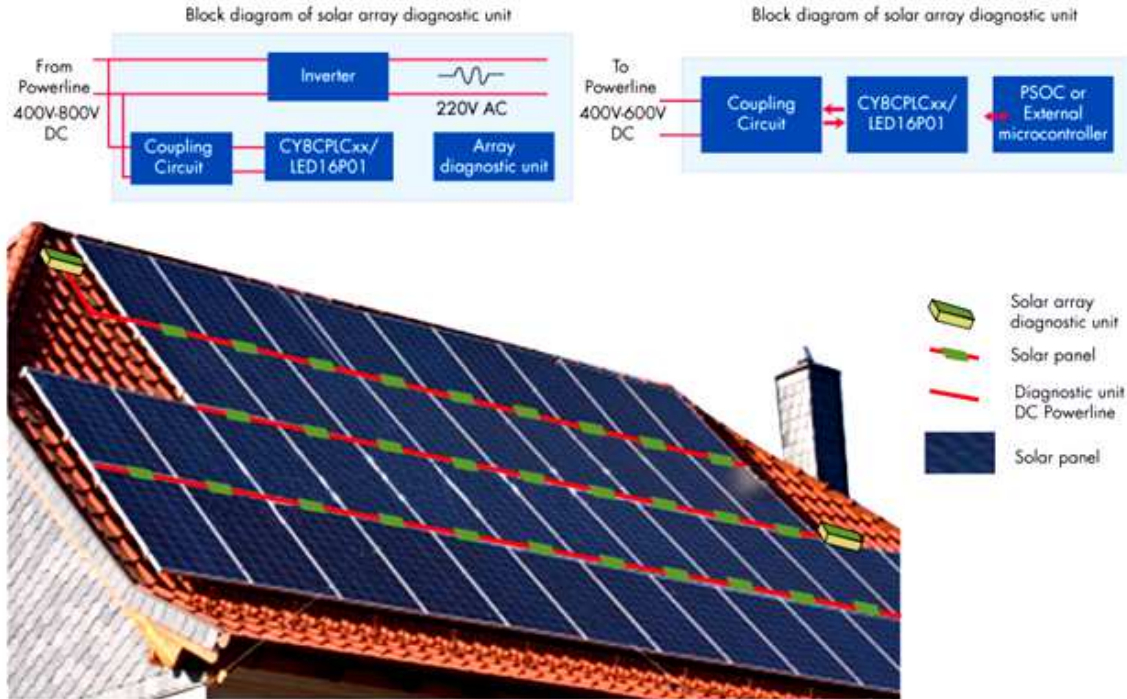 Block diagram of solar array diagnostic unit
From
Powerline
400V-800V
DC
Inverter
220V AC
Coupling
Circuit
CY8CPLCxx/
LED16P01
Array
diagnostic unit
Block diagram of solar array diagnostic unit
To
Powerline
400V-600V
DC
Coupling
Circuit
CY8CPLCxx/
LED16P01
PSOC or
External
microcontroller
Solar array
diagnostic unit
Solar panel
Diagnostic unit
DC Powerline
Solar panel